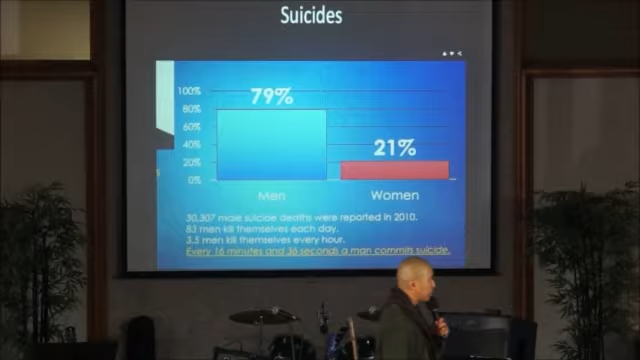 Suicides
100%
80%
60%
40%
20%
0%
79%
21%
Men
Women
30,307 male suicide deaths were reported in 2010.
83 men kill themselves each day.
3.5 men kill themselves every hour.
Every 16 minutes and 36 seconds a man commits suicide.